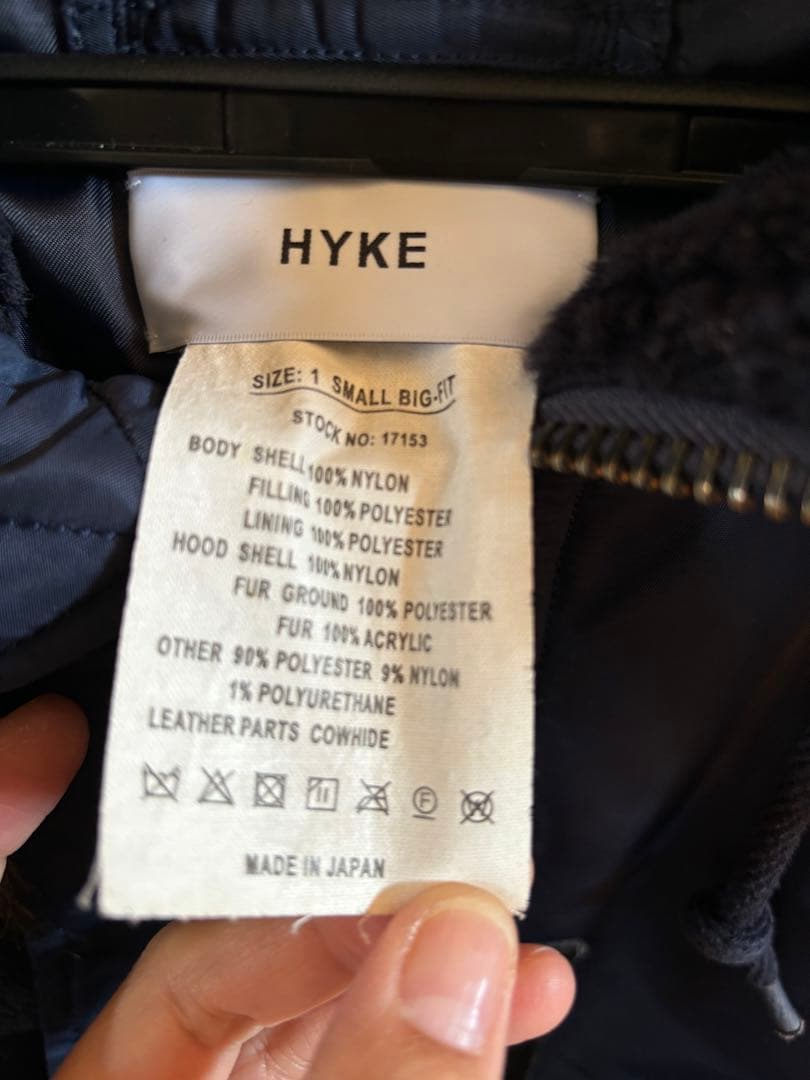 HYKE
SIZE: 1 SMALL BIG-FIT
STOCK NO: 17153
BODY SHELL 100% NYLON
FILLING 100% POLYESTER
LINING 100% POLYESTER
HOOD SHELL 100% NYLON
FUR GROUND 100% POLYESTER
FUR 100% ACRYLIC
OTHER 90% POLYESTER 9% NYLON
1% POLYURETHANE
LEATHER PARTS COWHIDE
F
W
MADE IN JAPAN